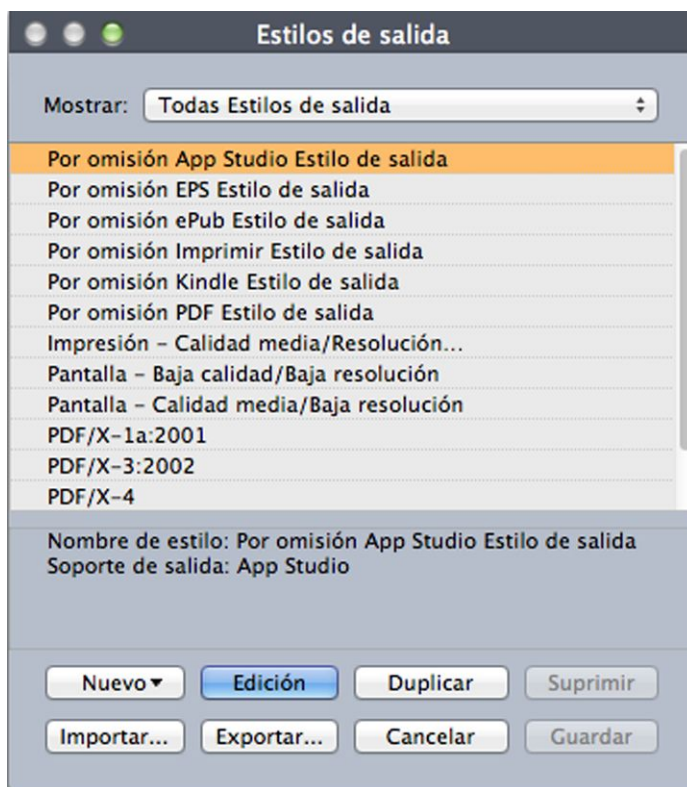 Estilos de salida
Mostrar: Todas Estilos de salida
Por omisión App Studio Estilo de salida
Por omisión EPS Estilo de salida
Por omisión ePub Estilo de salida
Por omisión Imprimir Estilo de salida
Por omisión Kindle Estilo de salida
Por omisión PDF Estilo de salida
Impresión – Calidad media/Resolución...
Pantalla – Baja calidad/Baja resolución
Pantalla – Calidad media/Baja resolución
PDF/X-1a:2001
PDF/X-3:2002
PDF/X-4
Nombre de estilo: Por omisión App Studio Estilo de salida
Soporte de salida: App Studio
Nuevo Edición Duplicar Suprimir
Importar... Exportar... Cancelar Guardar